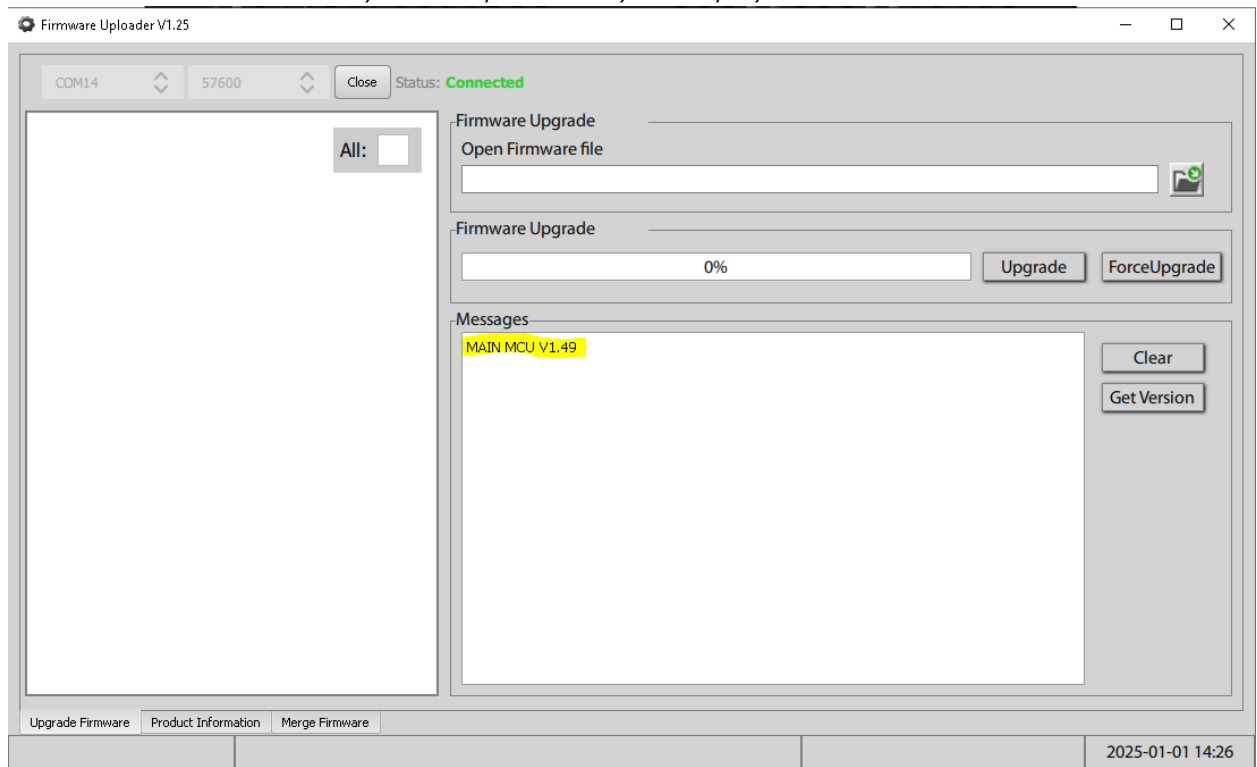 Firmware Uploader V1.25
COM14 57600 Close Status: Connected
All:
Firmware Upgrade
Open Firmware file
Firmware Upgrade
0% Upgrade ForceUpgrade
Messages
MAIN MCU V1.49
Clear
Get Version
Upgrade Firmware Product Information Merge Firmware
2025-01-01 14:26